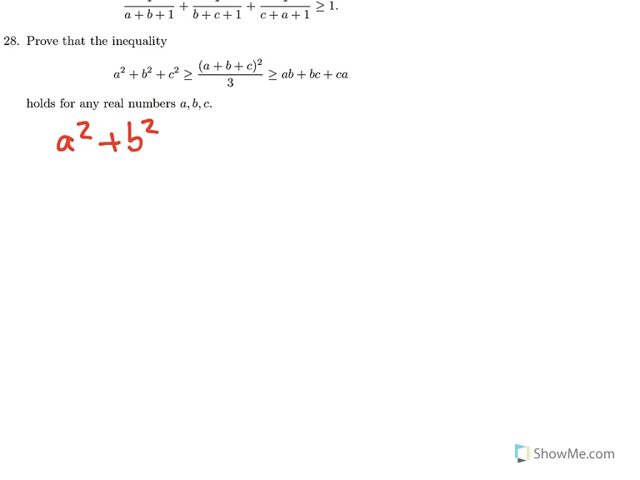 a + b + 1 + b + c + 1 + c + a + 1 ≥ 1.
28. Prove that the inequality
a² + b² + c² ≥ (a + b + c)² / 3 ≥ ab + bc + ca
holds for any real numbers a, b, c.
a² + b²
ShowMe.com